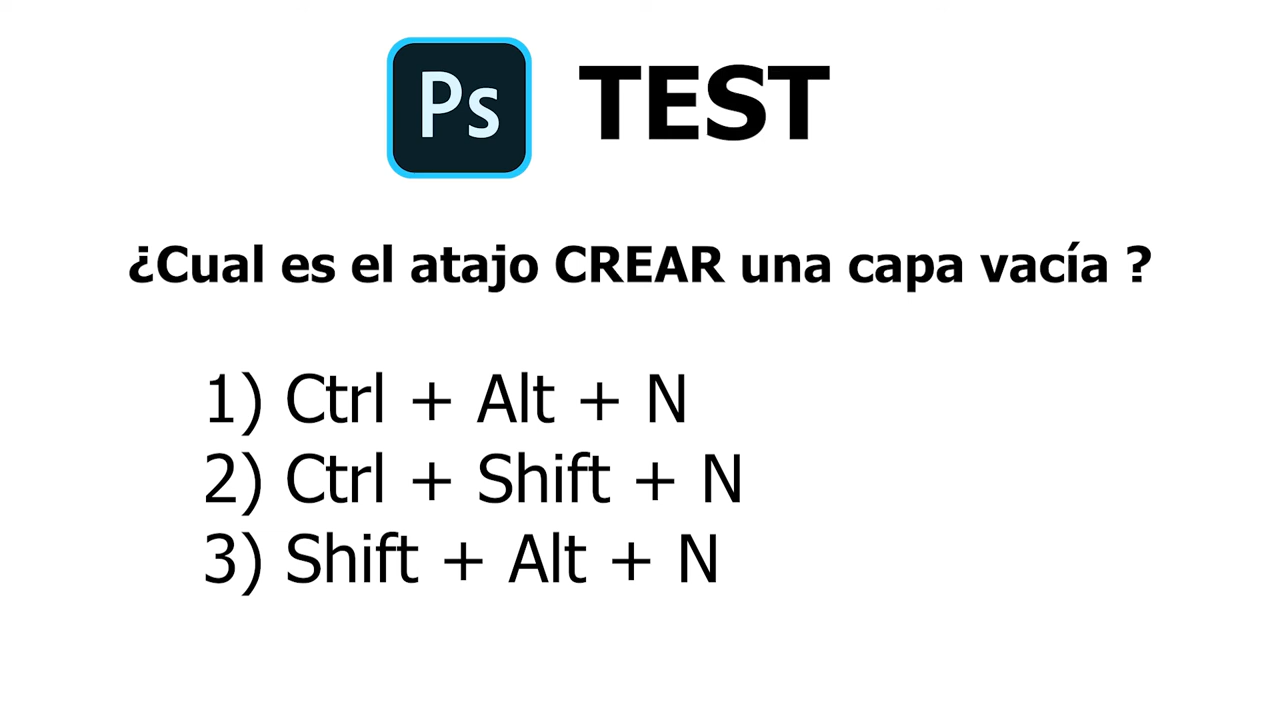 Ps TEST
¿Cual es el atajo CREAR una capa vacía ?
1) Ctrl + Alt + N
2) Ctrl + Shift + N
3) Shift + Alt + N